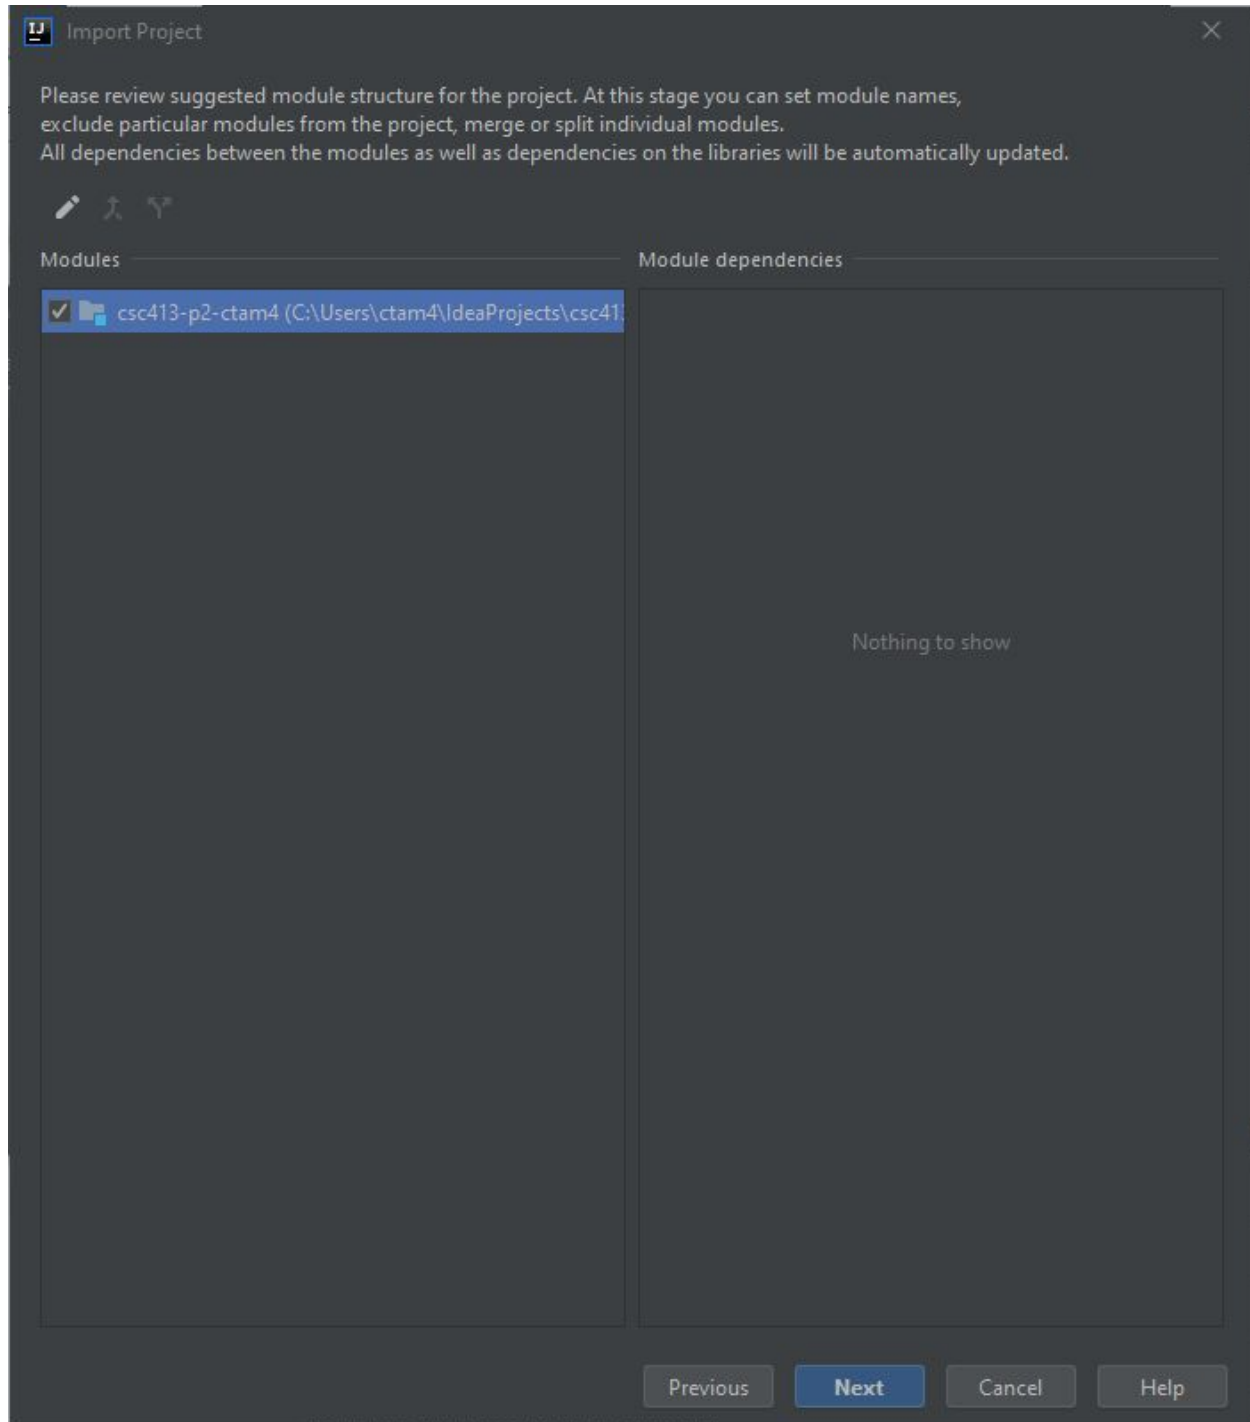 IJ
Import Project
Please review suggested module structure for the project. At this stage you can set module names,
exclude particular modules from the project, merge or split individual modules.
All dependencies between the modules as well as dependencies on the libraries will be automatically updated.
Modules
Module dependencies
csc413-p2-ctam4 (C:\Users\ctam4\IdeaProjects\csc413
Nothing to show
Previous
Next
Cancel
Help